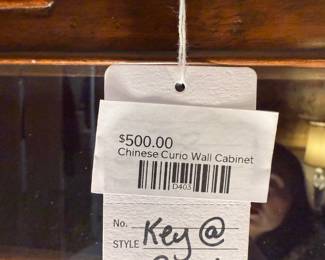 $500.00
Chinese Curio Wall Cabinet
D403
No.
STYLE Key @